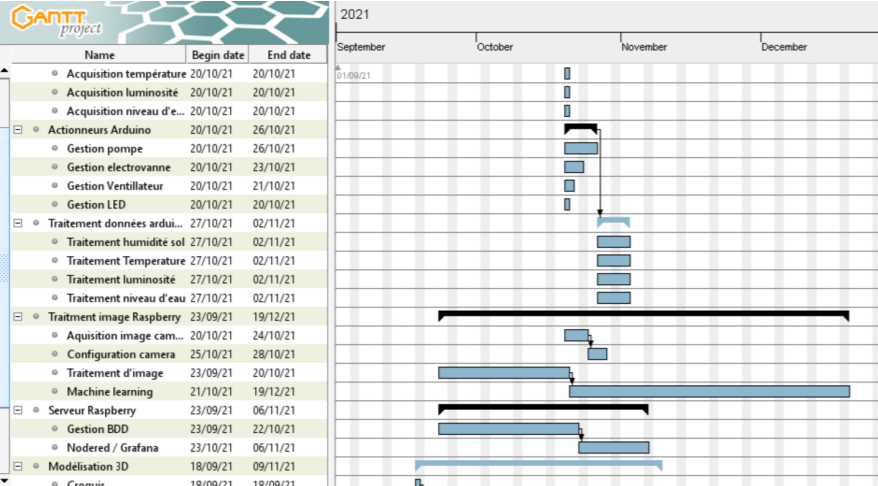 GANTT project
2021
Name Begin date End date
September October November December
01/09/21
Acquisition température 20/10/21 20/10/21
Acquisition luminosité 20/10/21 20/10/21
Acquisition niveau d'e... 20/10/21 20/10/21
Actionneurs Arduino 20/10/21 26/10/21
Gestion pompe 20/10/21 26/10/21
Gestion electrovanne 20/10/21 23/10/21
Gestion Ventillateur 20/10/21 21/10/21
Gestion LED 20/10/21 20/10/21
Traitement données ardui... 27/10/21 02/11/21
Traitement humidité sol 27/10/21 02/11/21
Traitement Temperature 27/10/21 02/11/21
Traitement luminosité 27/10/21 02/11/21
Traitement niveau d'eau 27/10/21 02/11/21
Traitment image Raspberry 23/09/21 19/12/21
Aquisition image cam... 20/10/21 24/10/21
Configuration camera 25/10/21 28/10/21
Traitement d'image 23/09/21 20/10/21
Machine learning 21/10/21 19/12/21
Serveur Raspberry 23/09/21 06/11/21
Gestion BDD 23/09/21 22/10/21
Nodered / Grafana 23/10/21 06/11/21
Modélisation 3D 18/09/21 09/11/21
Croquis 18/09/21 18/09/21